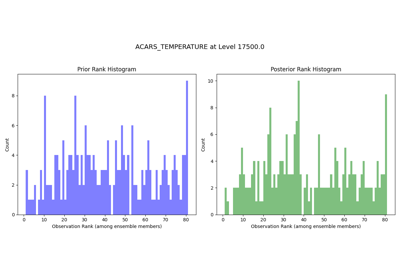 ACARS_TEMPERATURE at Level 17500.0
Prior Rank Histogram
Posterior Rank Histogram
Count
8
6
4
2
0
0 10 20 30 40 50 60 70 80
Observation Rank (among ensemble members)
Count
10
8
6
4
2
0
0 10 20 30 40 50 60 70 80
Observation Rank (among ensemble members)